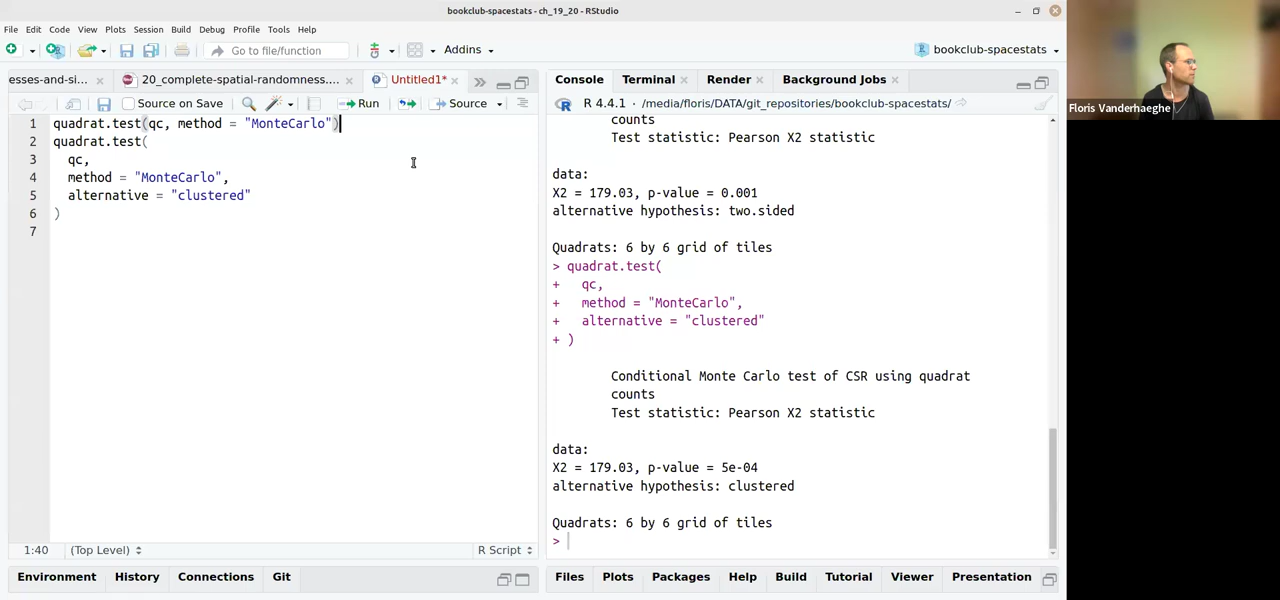 bookclub-spacestats - ch_19_20 - RStudio
File Edit Code View Plots Session Build Debug Profile Tools Help
Go to file/function Addins bookclub-spacestats
esses-and-si... 20_complete-spatial-randomness.... Untitled1*
Source on Save Run Source
1 quadrat.test(qc, method = "MonteCarlo")
2 quadrat.test(
3 qc,
4 method = "MonteCarlo",
5 alternative = "clustered"
6 )
7
1:40 (Top Level) R Script
Environment History Connections Git
Console Terminal Render Background Jobs
R 4.4.1 · /media/floris/DATA/git_repositories/bookclub-spacestats/
counts
Test statistic: Pearson X2 statistic
data:
X2 = 179.03, p-value = 0.001
alternative hypothesis: two.sided
Quadrats: 6 by 6 grid of tiles
> quadrat.test(
+ qc,
+ method = "MonteCarlo",
+ alternative = "clustered"
+ )
Conditional Monte Carlo test of CSR using quadrat
counts
Test statistic: Pearson X2 statistic
data:
X2 = 179.03, p-value = 5e-04
alternative hypothesis: clustered
Quadrats: 6 by 6 grid of tiles
>
Files Plots Packages Help Build Tutorial Viewer Presentation
Floris Vanderhaeghe